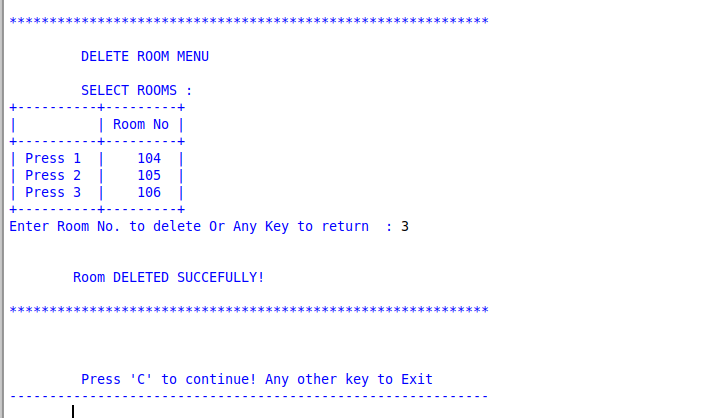 ************************************************************
DELETE ROOM MENU
SELECT ROOMS :
+----------+---------+
|          | Room No |
+----------+---------+
| Press 1  |    104  |
| Press 2  |    105  |
| Press 3  |    106  |
+----------+---------+
Enter Room No. to delete Or Any Key to return  : 3
Room DELETED SUCCEFULLY!
************************************************************
Press 'C' to continue! Any other key to Exit
------------------------------------------------------------